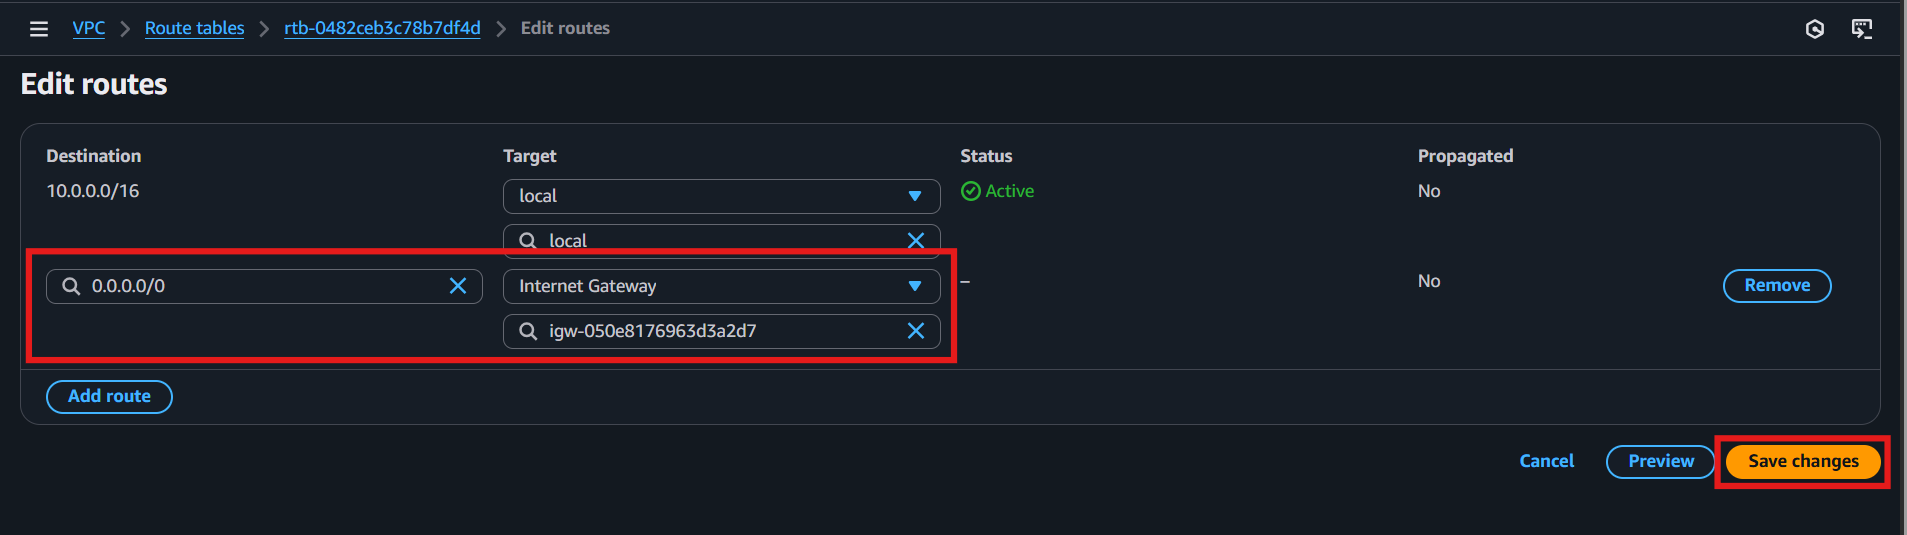 VPC > Route tables > rtb-0482ceb3c78b7df4d > Edit routes
Edit routes
Destination Target Status Propagated
10.0.0.0/16 local Active No
local
0.0.0.0/0 Internet Gateway – No Remove
igw-050e8176963d3a2d7
Add route
Cancel Preview Save changes